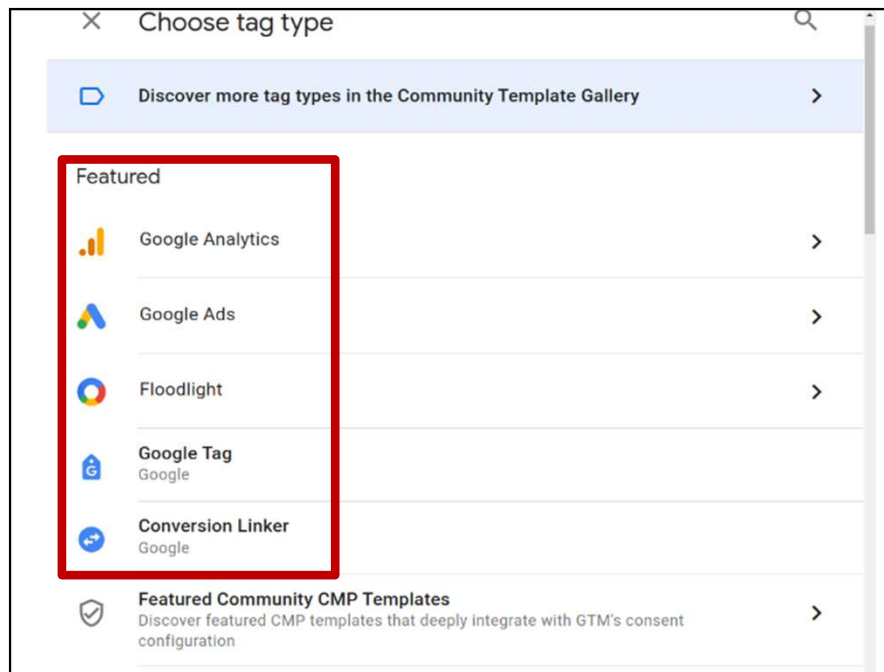 Choose tag type
Discover more tag types in the Community Template Gallery
Featured
Google Analytics
Google Ads
Floodlight
Google Tag
Google
Conversion Linker
Google
Featured Community CMP Templates
Discover featured CMP templates that deeply integrate with GTM's consent
configuration